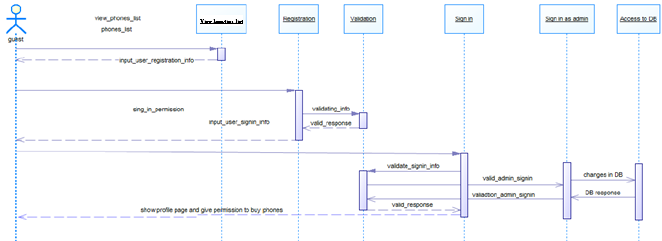 view_phones_list
phones_list
Registration
Validation
Sign in
Sign in as admin
Access to DB
guest
input_user_registration_info
sing_in_permission
input_user_signin_info
validating_info
valid_response
validate_signin_info
valid_admin_signin
changes in DB
DB response
valid_response
show profile page and give permission to buy phones